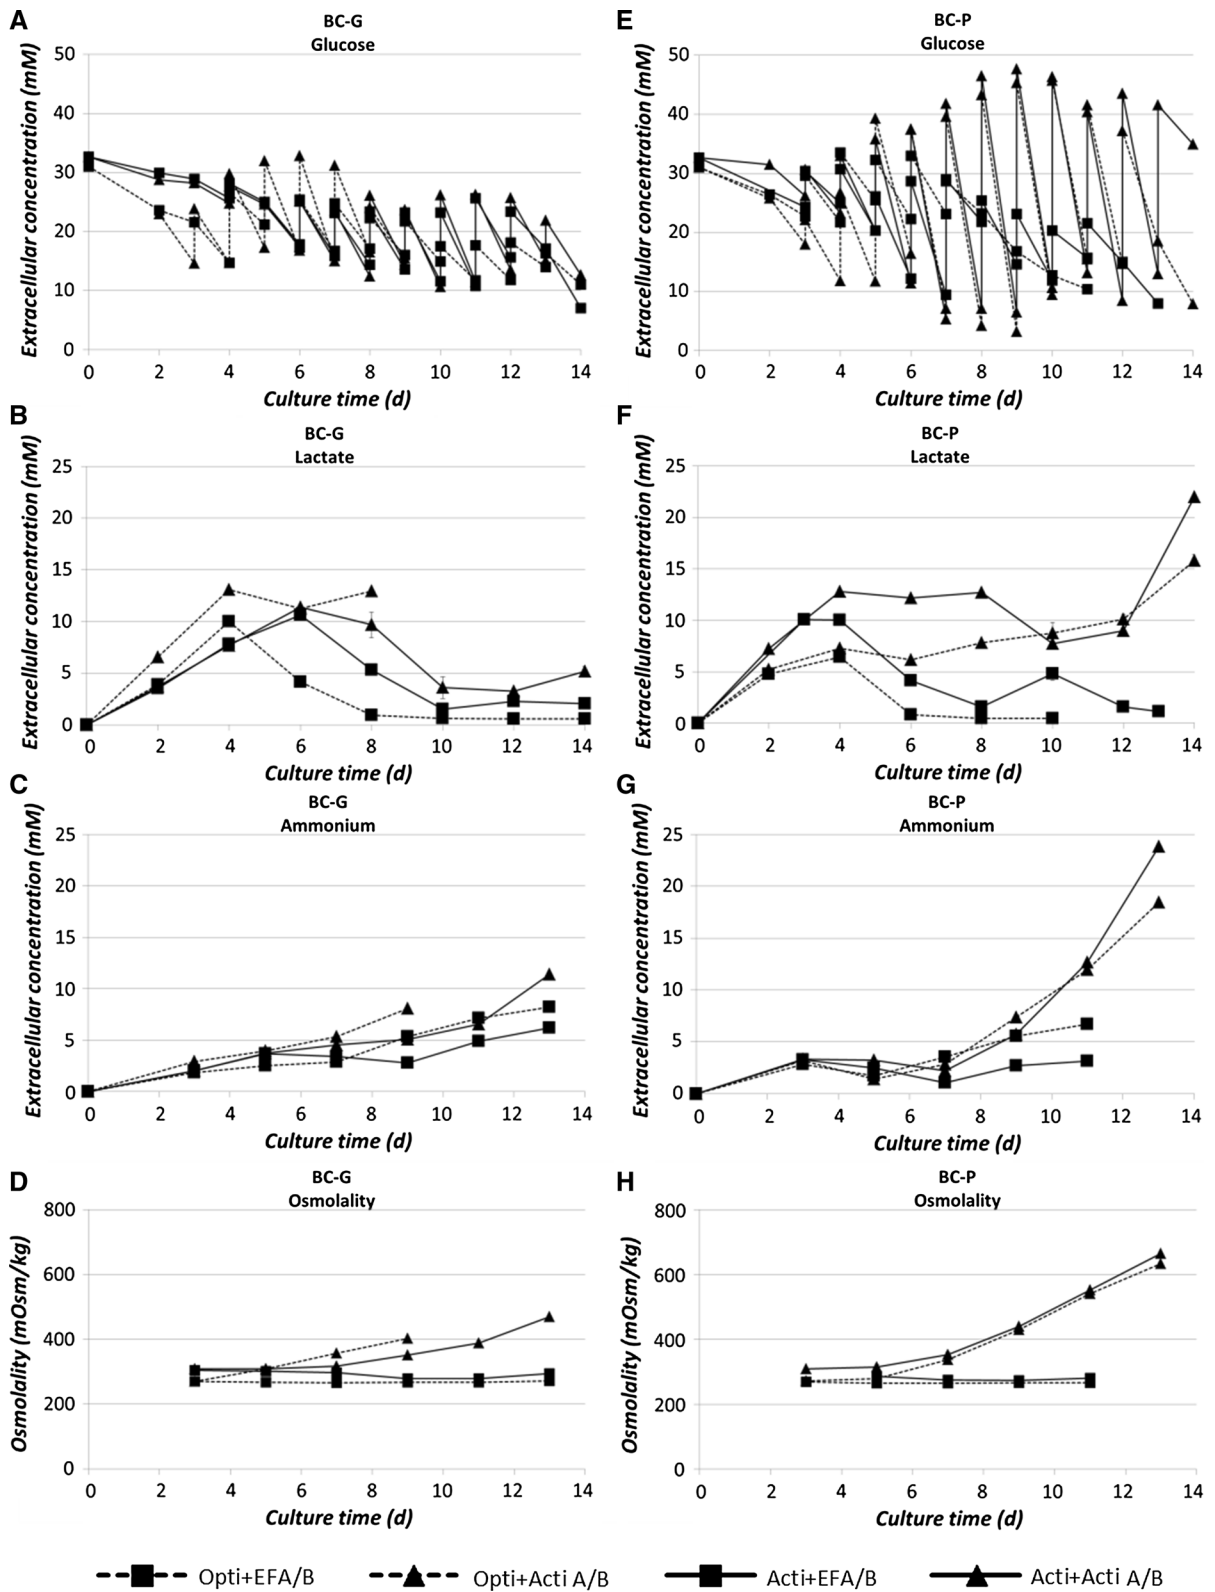 A
BC-G
Glucose
Extracellular concentration (mM)
50
40
30
20
10
0
0 2 4 6 8 10 12 14
Culture time (d)
E
BC-P
Glucose
Extracellular concentration (mM)
50
40
30
20
10
0
0 2 4 6 8 10 12 14
Culture time (d)
B
BC-G
Lactate
Extracellular concentration (mM)
25
20
15
10
5
0
0 2 4 6 8 10 12 14
Culture time (d)
F
BC-P
Lactate
Extracellular concentration (mM)
25
20
15
10
5
0
0 2 4 6 8 10 12 14
Culture time (d)
C
BC-G
Ammonium
Extracellular concentration (mM)
25
20
15
10
5
0
0 2 4 6 8 10 12 14
Culture time (d)
G
BC-P
Ammonium
Extracellular concentration (mM)
25
20
15
10
5
0
0 2 4 6 8 10 12 14
Culture time (d)
D
BC-G
Osmolality
Osmolality (mOsm/kg)
800
600
400
200
0
0 2 4 6 8 10 12 14
Culture time (d)
H
BC-P
Osmolality
Osmolality (mOsm/kg)
800
600
400
200
0
0 2 4 6 8 10 12 14
Culture time (d)
Opti+EFA/B Opti+Acti A/B Acti+EFA/B Acti+Acti A/B